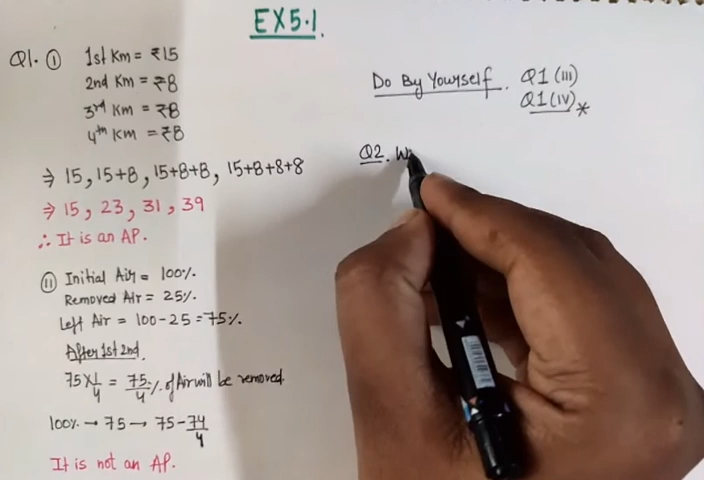 EX5.1.
Q1. (i) 1st Km = ₹15
2nd Km = ₹8
3rd Km = ₹8
4th Km = ₹8
⇒ 15, 15+8, 15+8+8, 15+8+8+8
⇒ 15, 23, 31, 39
∴ It is an AP.
(ii) Initial Air = 100%.
Removed Air = 25%.
Left Air = 100-25 = 75%.
After 1st 2nd.
75×1/4 = 75/4 % of Air will be removed.
100% → 75 → 75-74/4
It is not an AP.
Do By Yourself. Q1 (iii)
Q1 (iv) *
Q2. W